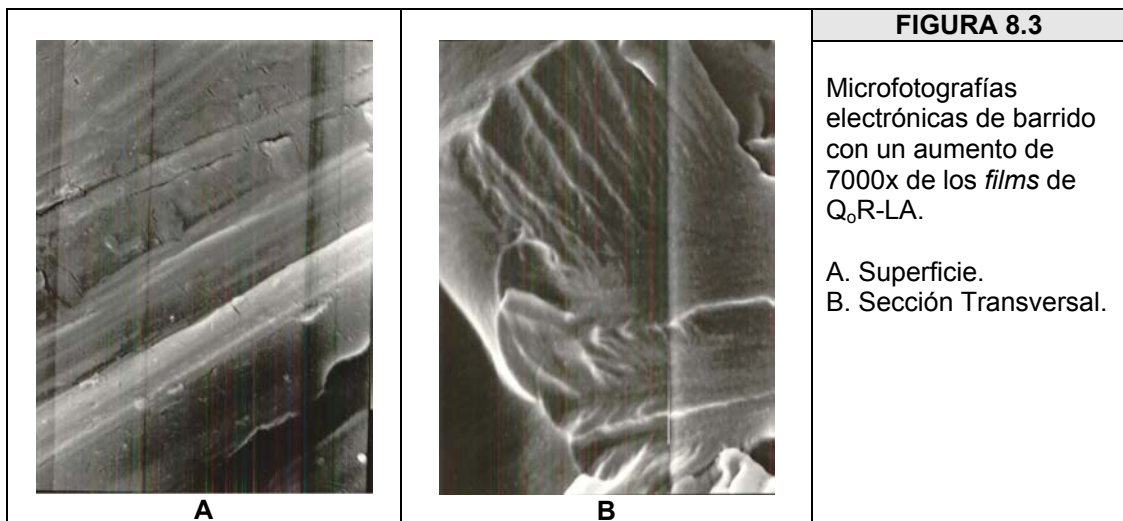 FIGURA 8.3
Microfotografías
electrónicas de barrido
con un aumento de
7000x de los films de
QoR-LA.
A. Superficie.
B. Sección Transversal.
A
B